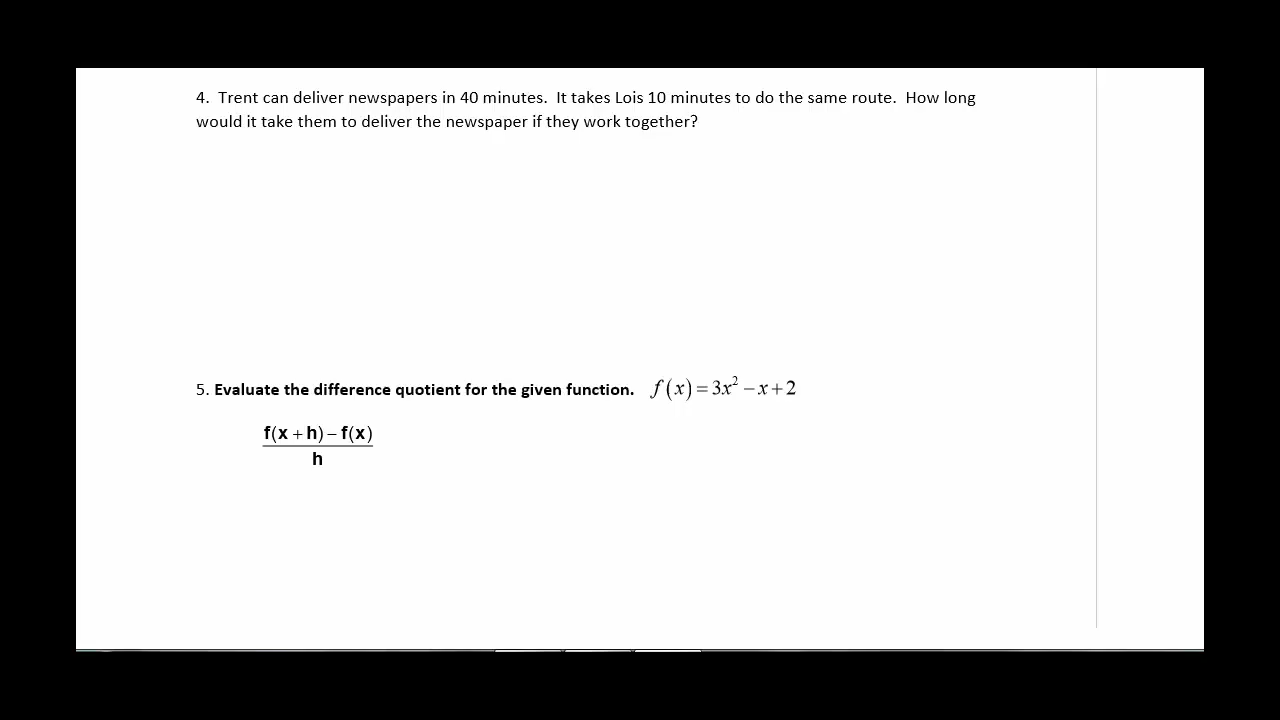 4.  Trent can deliver newspapers in 40 minutes.  It takes Lois 10 minutes to do the same route.  How long
would it take them to deliver the newspaper if they work together?
5. Evaluate the difference quotient for the given function.   f(x) = 3x² − x + 2
f(x + h) − f(x)
h